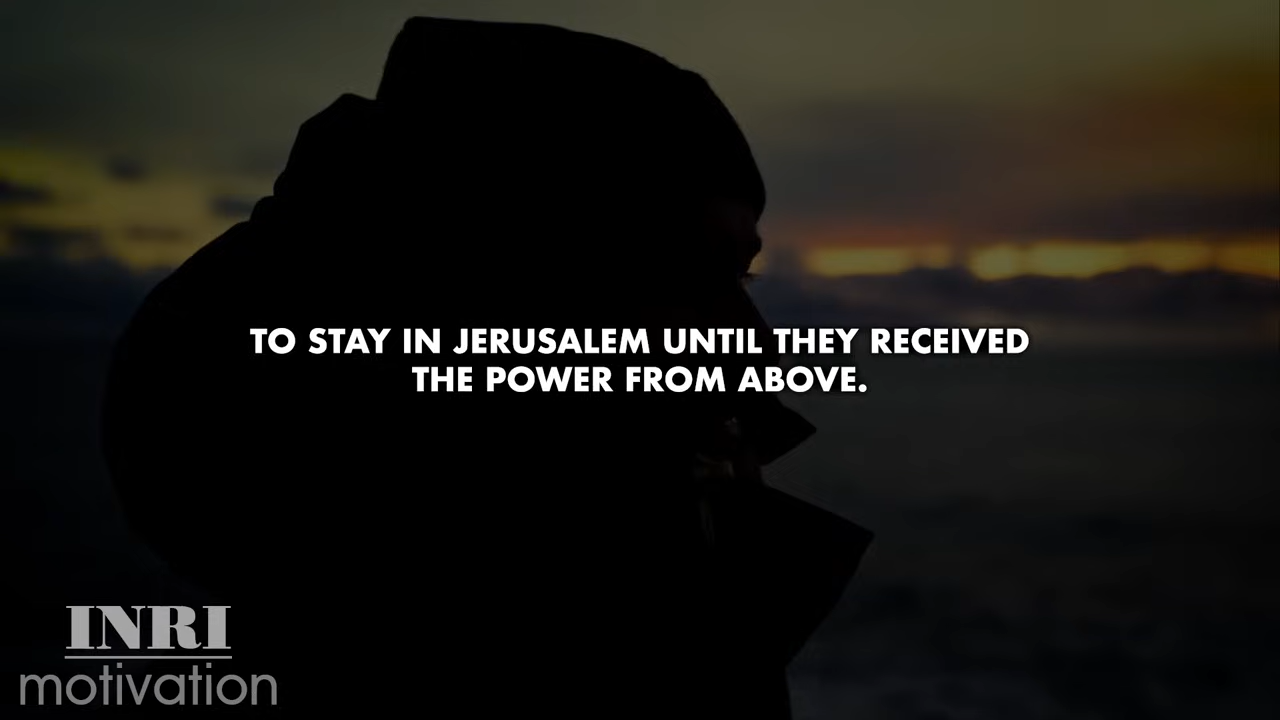 TO STAY IN JERUSALEM UNTIL THEY RECEIVED
THE POWER FROM ABOVE.
INRI
motivation